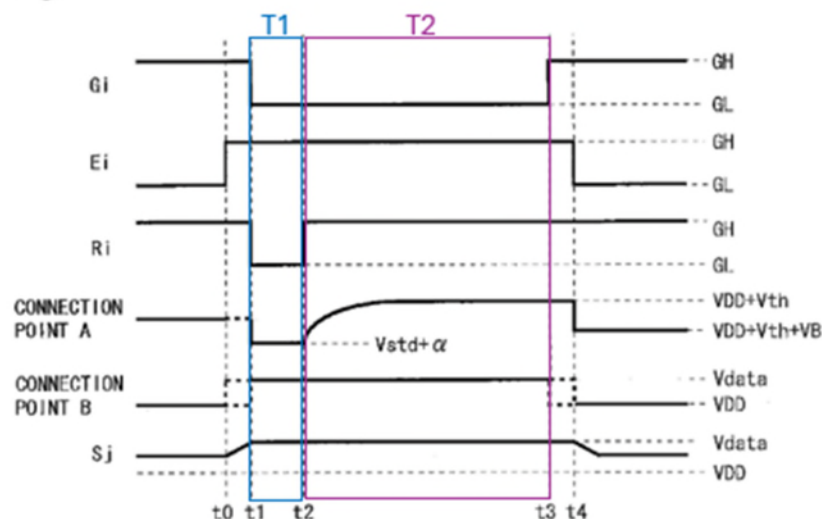 T1 T2
Gi GH
GL
Ei GH
GL
Ri GH
GL
CONNECTION POINT A VDD+Vth
VDD+Vth+VB
Vstd+α
CONNECTION POINT B Vdata
VDD
Sj Vdata
VDD
t0 t1 t2 t3 t4